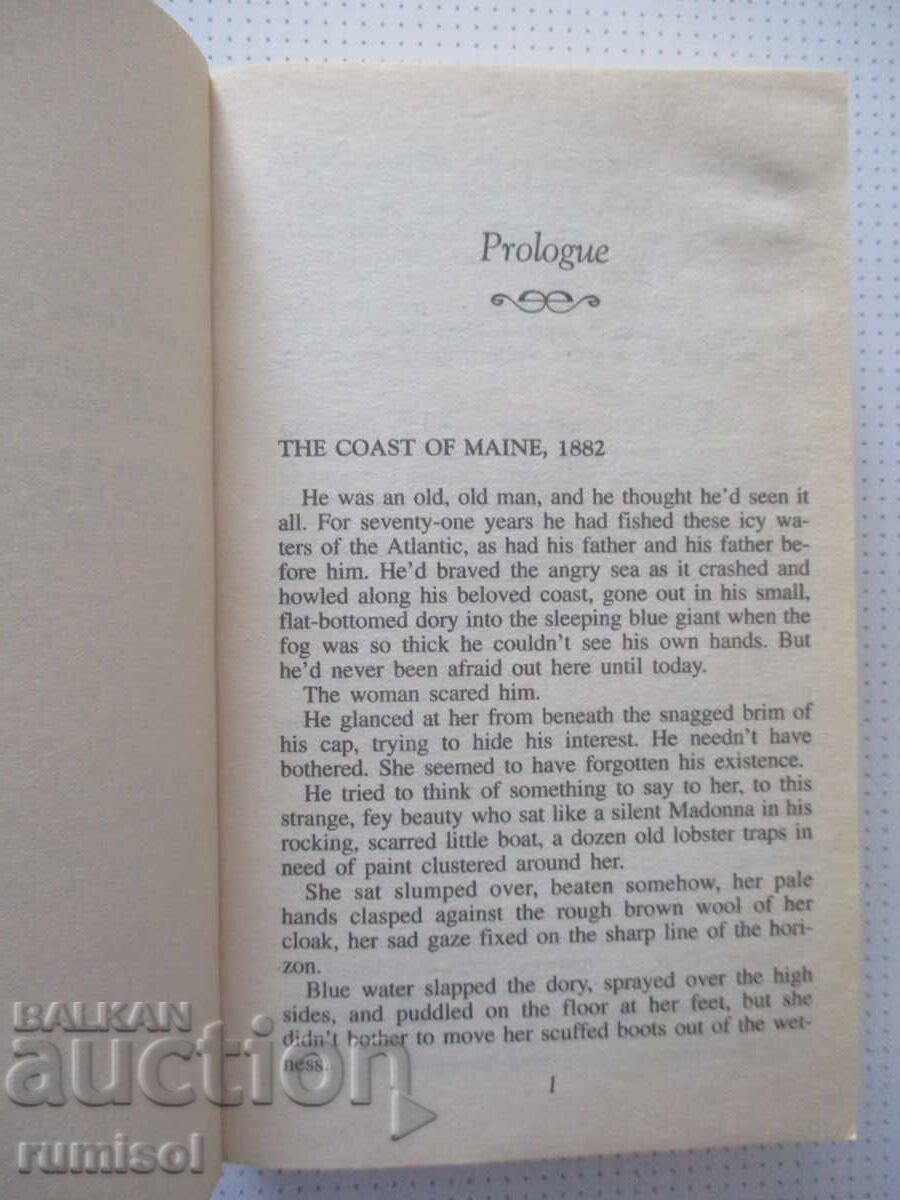 Prologue
THE COAST OF MAINE, 1882
He was an old, old man, and he thought he'd seen it
all. For seventy-one years he had fished these icy wa-
ters of the Atlantic, as had his father and his father be-
fore him. He'd braved the angry sea as it crashed and
howled along his beloved coast, gone out in his small,
flat-bottomed dory into the sleeping blue giant when the
fog was so thick he couldn't see his own hands. But
he'd never been afraid out here until today.
The woman scared him.
He glanced at her from beneath the snagged brim of
his cap, trying to hide his interest. He needn't have
bothered. She seemed to have forgotten his existence.
He tried to think of something to say to her, to this
strange, fey beauty who sat like a silent Madonna in his
rocking, scarred little boat, a dozen old lobster traps in
need of paint clustered around her.
She sat slumped over, beaten somehow, her pale
hands clasped against the rough brown wool of her
cloak, her sad gaze fixed on the sharp line of the hori-
zon.
Blue water slapped the dory, sprayed over the high
sides, and puddled on the floor at her feet, but she
didn't bother to move her scuffed boots out of the wet-
ness.
1
BALKAN
auction
rumisol